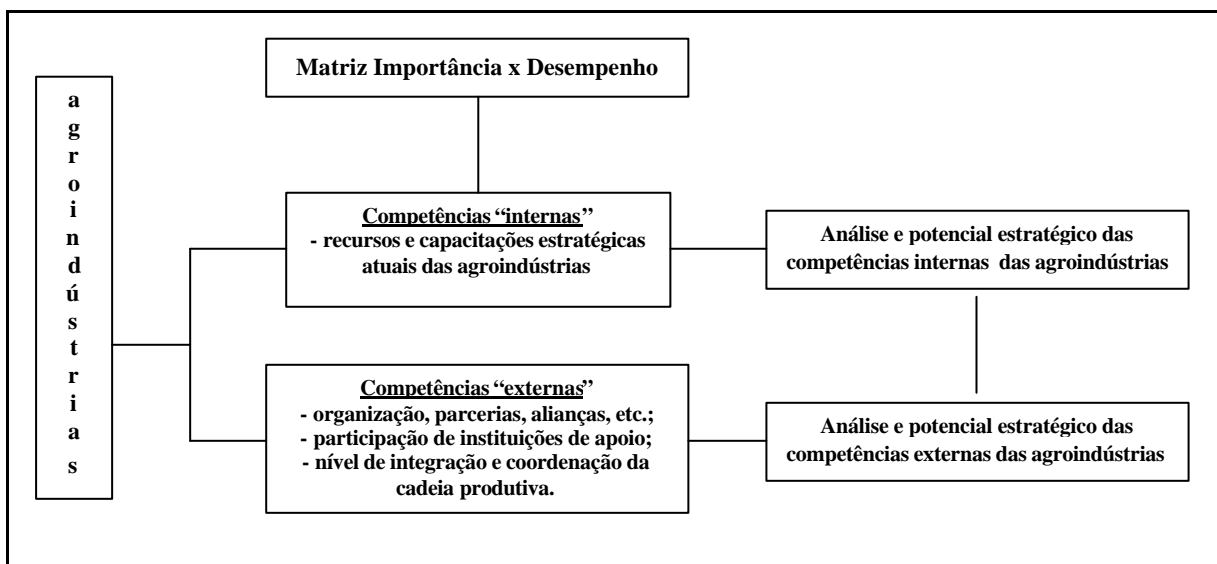 Matriz Importância x Desempenho
agroindústrias
Competências “internas”
- recursos e capacitações estratégicas
atuais das agroindústrias
Análise e potencial estratégico das
competências internas das agroindústrias
Competências “externas”
- organização, parcerias, alianças, etc.;
- participação de instituições de apoio;
- nível de integração e coordenação da
cadeia produtiva.
Análise e potencial estratégico das
competências externas das agroindústrias